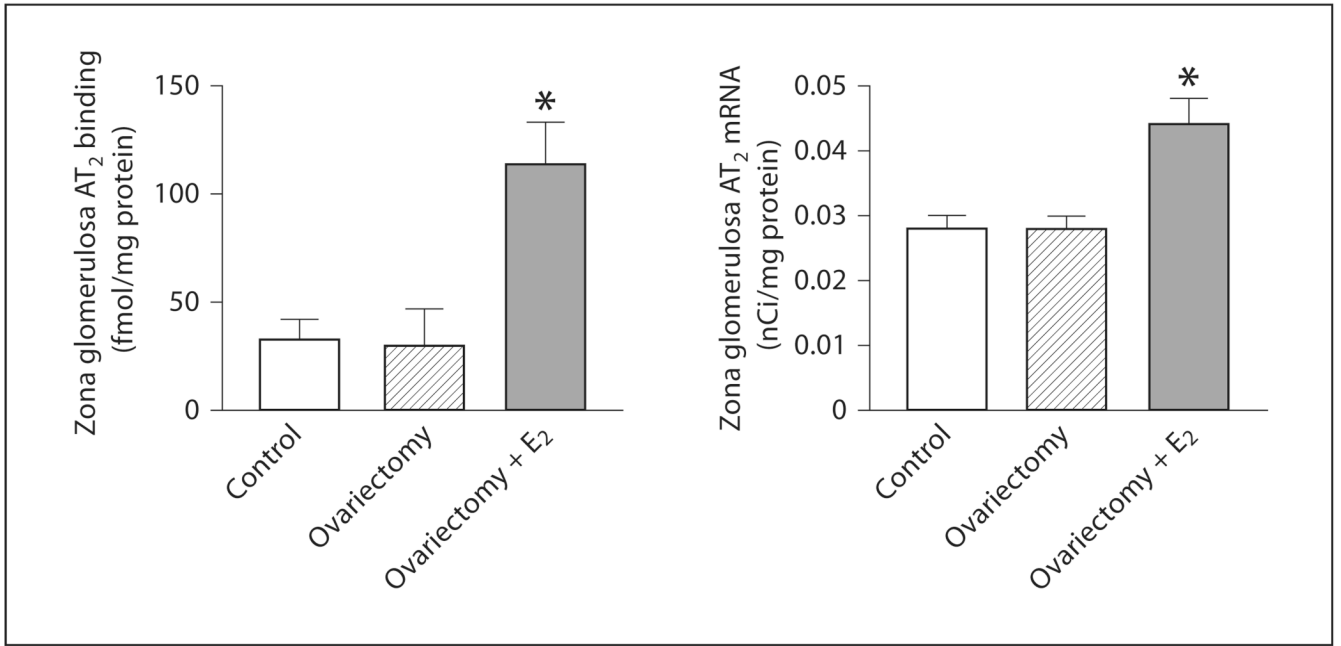 Zona glomerulosa AT₂ binding
(fmol/mg protein)
150
100
50
0
*
Control
Ovariectomy
Ovariectomy + E₂
Zona glomerulosa AT₂ mRNA
(nCi/mg protein)
0.05
0.04
0.03
0.02
0.01
0
*
Control
Ovariectomy
Ovariectomy + E₂